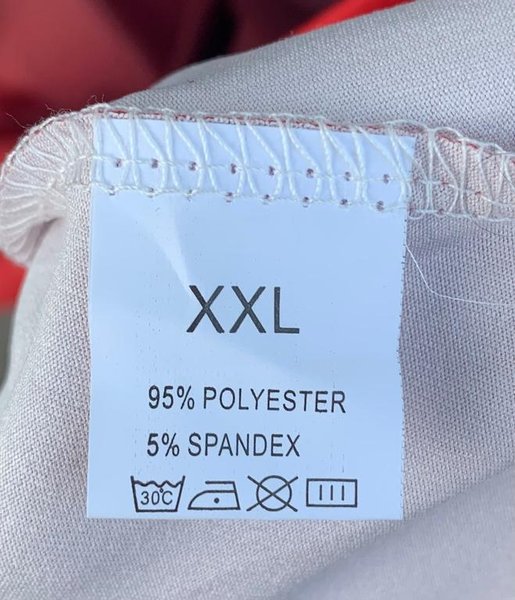 XXL
95% POLYESTER
5% SPANDEX
30°C